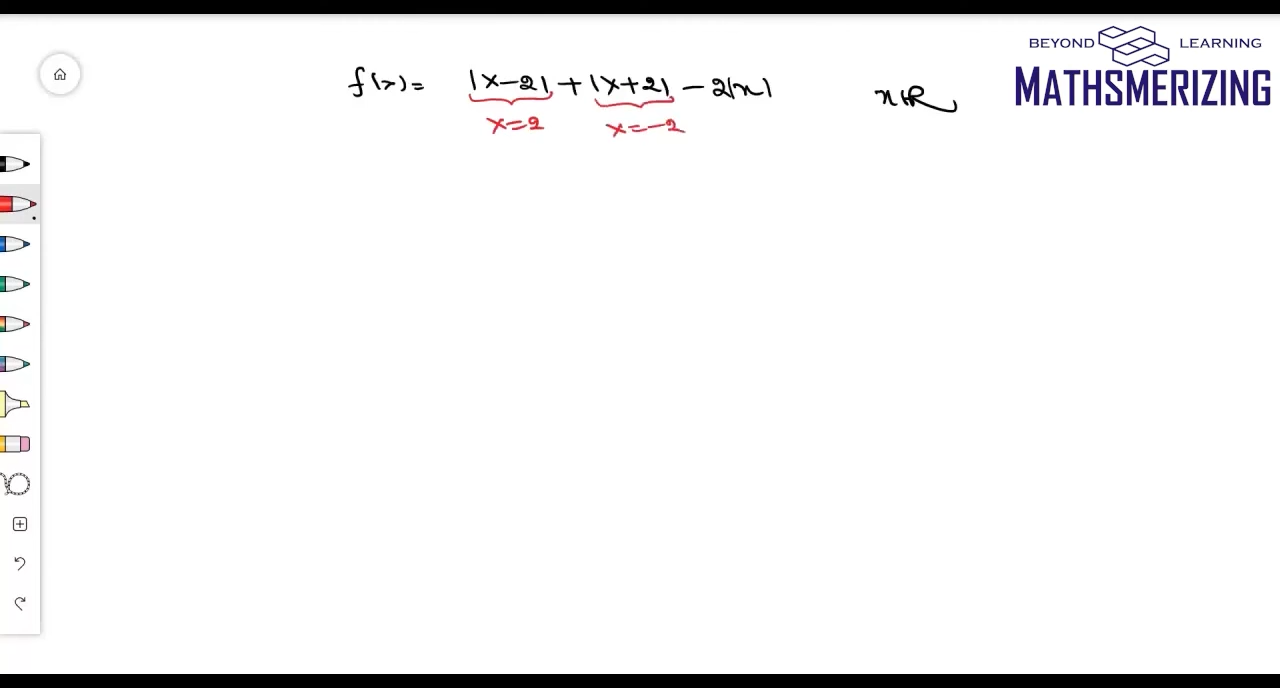 BEYOND LEARNING
MATHSMERIZING
f(x) = |x-2| + |x+2| - 2|x| x∈R
x=2 x=-2